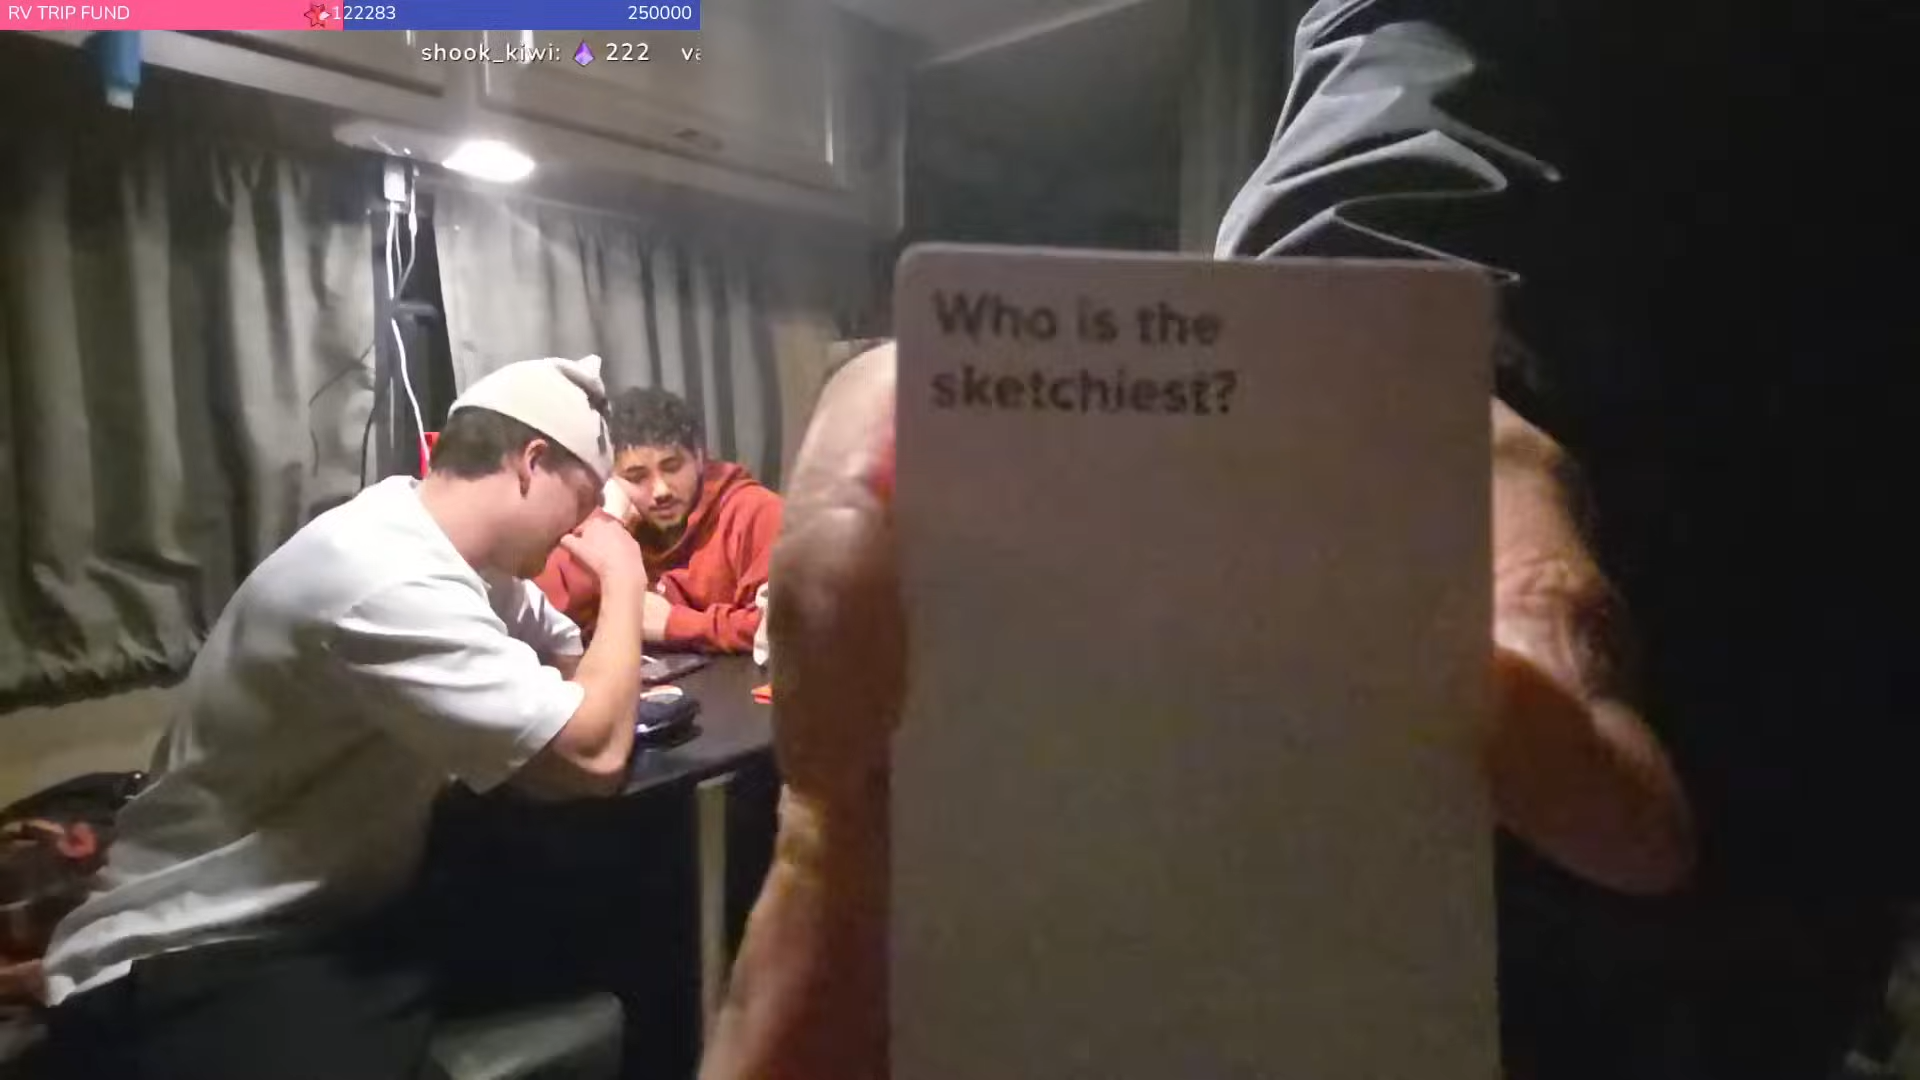 RV TRIP FUND 122283 250000
shook_kiwi: 222
Who is the
sketchiest?